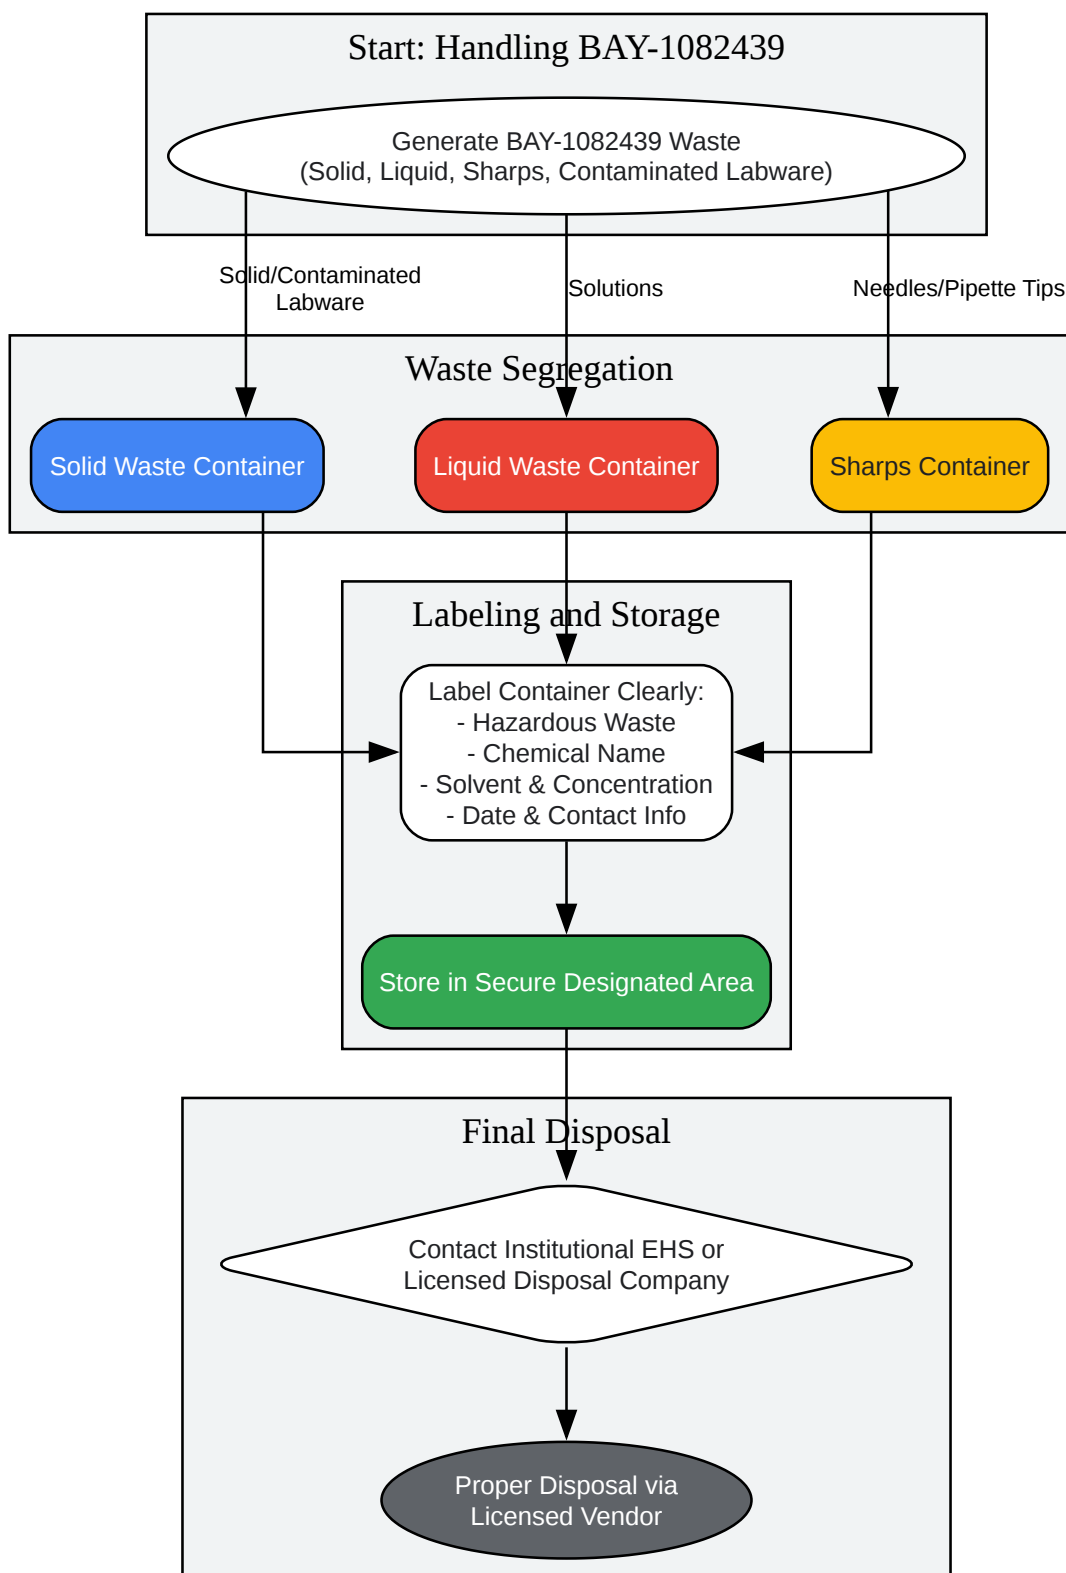 Start: Handling BAY-1082439
Generate BAY-1082439 Waste
(Solid, Liquid, Sharps, Contaminated Labware)
Solid/Contaminated
Labware
Solutions
Needles/Pipette Tips
Waste Segregation
Solid Waste Container
Liquid Waste Container
Sharps Container
Labeling and Storage
Label Container Clearly:
- Hazardous Waste
- Chemical Name
- Solvent & Concentration
- Date & Contact Info
Store in Secure Designated Area
Final Disposal
Contact Institutional EHS or
Licensed Disposal Company
Proper Disposal via
Licensed Vendor